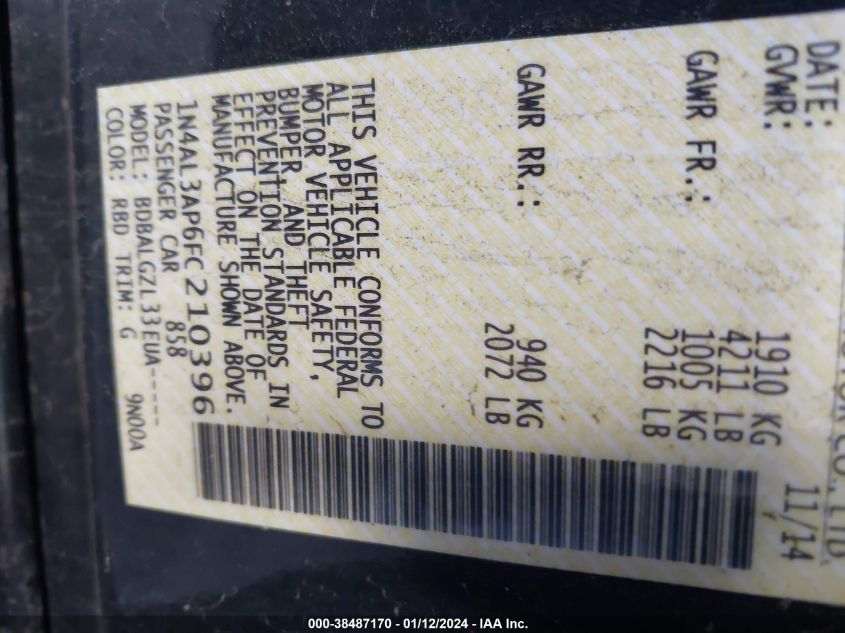 MOTOR CO., LTD.
DATE: 11/14
GVWR: 1910 KG
4211 LB
GAWR FR.: 1005 KG
2216 LB
GAWR RR.: 940 KG
2072 LB
THIS VEHICLE CONFORMS TO
ALL APPLICABLE FEDERAL
MOTOR VEHICLE SAFETY,
BUMPER AND THEFT
PREVENTION STANDARDS IN
EFFECT ON THE DATE OF
MANUFACTURE SHOWN ABOVE.
1N4AL3AP6FC210396
PASSENGER CAR 858
MODEL: BDBALGZL33EUA-----
COLOR: RBD TRIM: G 9N00A
000-38487170 - 01/12/2024 - IAA Inc.